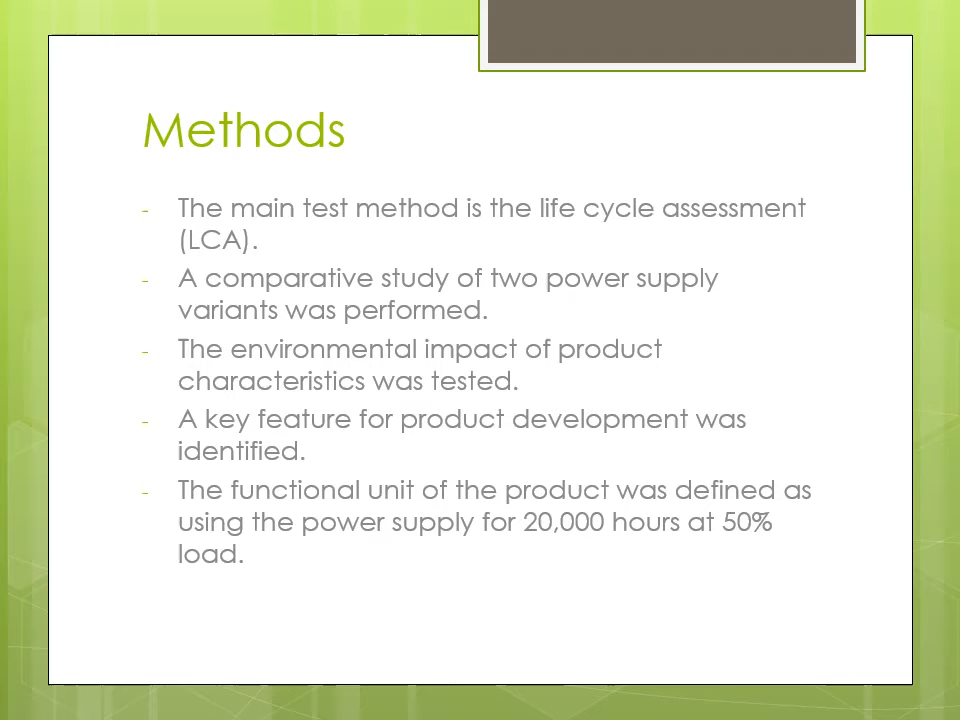 Methods
- The main test method is the life cycle assessment
(LCA).
- A comparative study of two power supply
variants was performed.
- The environmental impact of product
characteristics was tested.
- A key feature for product development was
identified.
- The functional unit of the product was defined as
using the power supply for 20,000 hours at 50%
load.